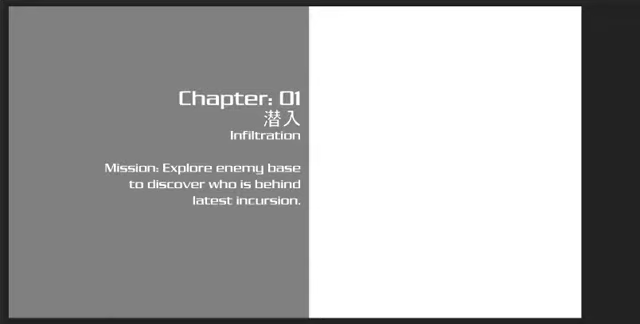 Chapter: 01
潜入
Infiltration
Mission: Explore enemy base
to discover who is behind
latest incursion.